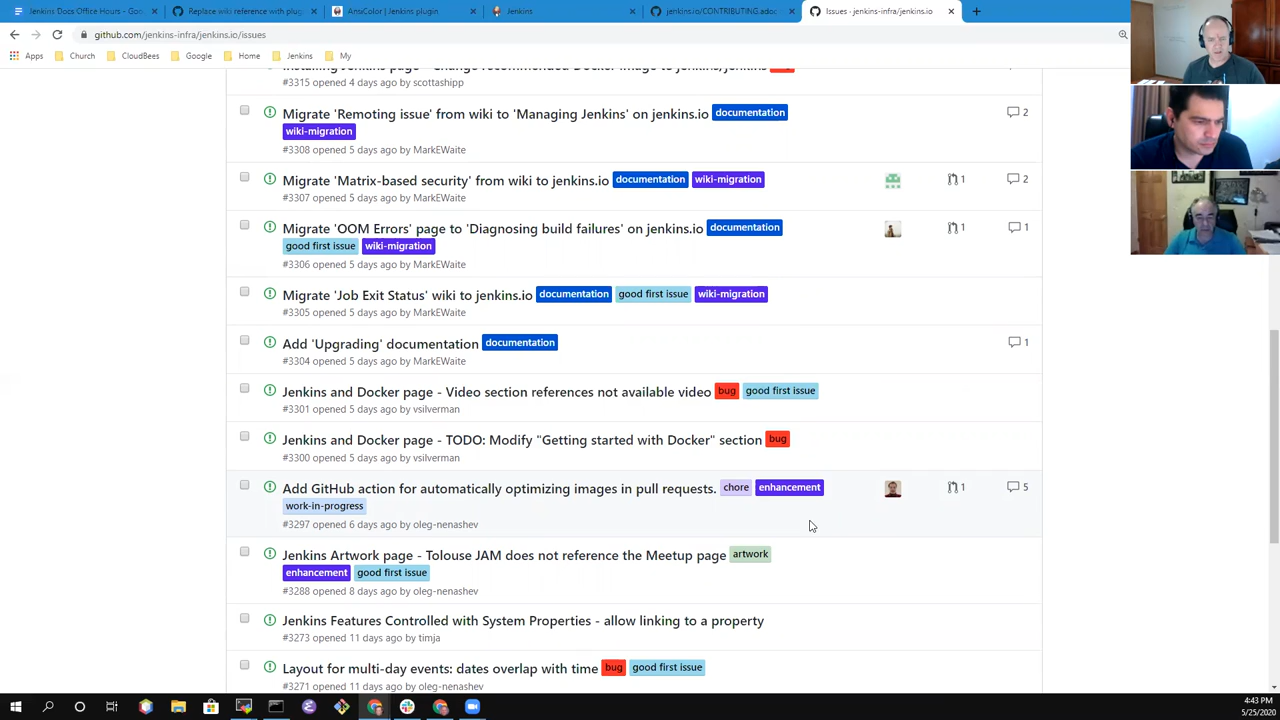 Jenkins Docs Office Hours - Goo
Replace wiki reference with plug
AnsiColor | Jenkins plugin
Jenkins
jenkins.io/CONTRIBUTING.adoc
Issues · jenkins-infra/jenkins.io
github.com/jenkins-infra/jenkins.io/issues
Apps Church CloudBees Google Home Jenkins My
Installing Jenkins page - Change recommended Docker image to jenkins/jenkins
#3315 opened 4 days ago by scottashipp
Migrate 'Remoting issue' from wiki to 'Managing Jenkins' on jenkins.io documentation 2
wiki-migration
#3308 opened 5 days ago by MarkEWaite
Migrate 'Matrix-based security' from wiki to jenkins.io documentation wiki-migration 1 2
#3307 opened 5 days ago by MarkEWaite
Migrate 'OOM Errors' page to 'Diagnosing build failures' on jenkins.io documentation 1 1
good first issue wiki-migration
#3306 opened 5 days ago by MarkEWaite
Migrate 'Job Exit Status' wiki to jenkins.io documentation good first issue wiki-migration
#3305 opened 5 days ago by MarkEWaite
Add 'Upgrading' documentation documentation 1
#3304 opened 5 days ago by MarkEWaite
Jenkins and Docker page - Video section references not available video bug good first issue
#3301 opened 5 days ago by vsilverman
Jenkins and Docker page - TODO: Modify "Getting started with Docker" section bug
#3300 opened 5 days ago by vsilverman
Add GitHub action for automatically optimizing images in pull requests. chore enhancement 1 5
work-in-progress
#3297 opened 6 days ago by oleg-nenashev
Jenkins Artwork page - Tolouse JAM does not reference the Meetup page artwork
enhancement good first issue
#3288 opened 8 days ago by oleg-nenashev
Jenkins Features Controlled with System Properties - allow linking to a property
#3273 opened 11 days ago by timja
Layout for multi-day events: dates overlap with time bug good first issue
#3271 opened 11 days ago by oleg-nenashev
4:43 PM
5/25/2020